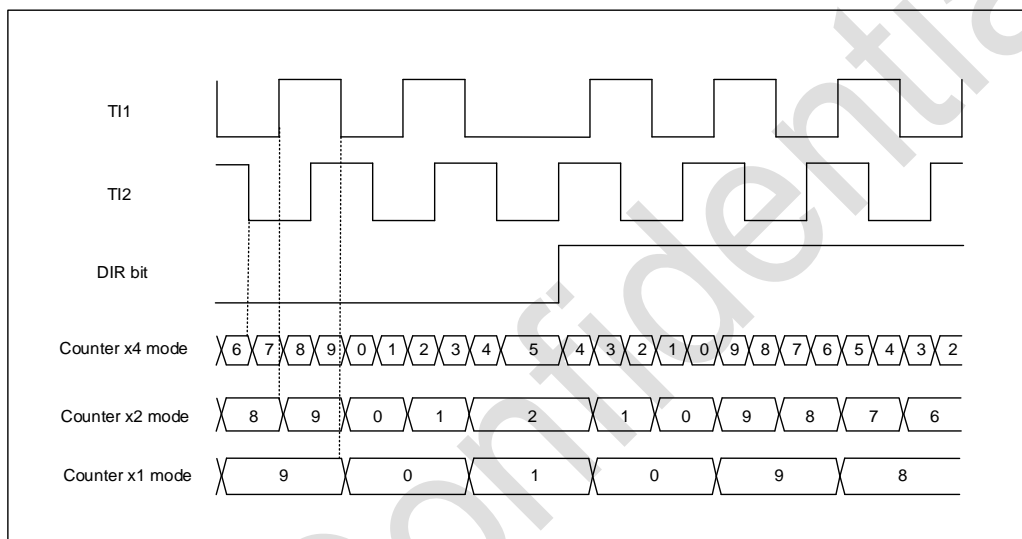 TI1
TI2
DIR bit
Counter x4 mode 6 7 8 9 0 1 2 3 4 5 4 3 2 1 0 9 8 7 6 5 4 3 2
Counter x2 mode 8 9 0 1 2 1 0 9 8 7 6
Counter x1 mode 9 0 1 0 9 8
Confidentia